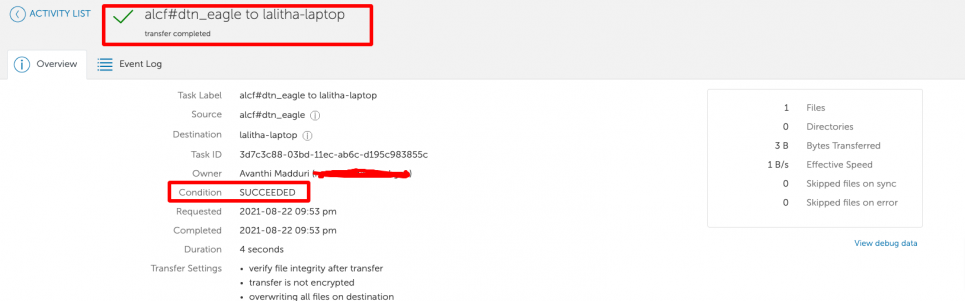 ACTIVITY LIST
alcf#dtn_eagle to lalitha-laptop
transfer completed
Overview
Event Log
Task Label alcf#dtn_eagle to lalitha-laptop
Source alcf#dtn_eagle
Destination lalitha-laptop
Task ID 3d7c3c88-03bd-11ec-ab6c-d195c983855c
Owner Avanthi Madduri (
Condition SUCCEEDED
Requested 2021-08-22 09:53 pm
Completed 2021-08-22 09:53 pm
Duration 4 seconds
Transfer Settings • verify file integrity after transfer
• transfer is not encrypted
• overwriting all files on destination
1 Files
0 Directories
3 B Bytes Transferred
1 B/s Effective Speed
0 Skipped files on sync
0 Skipped files on error
View debug data